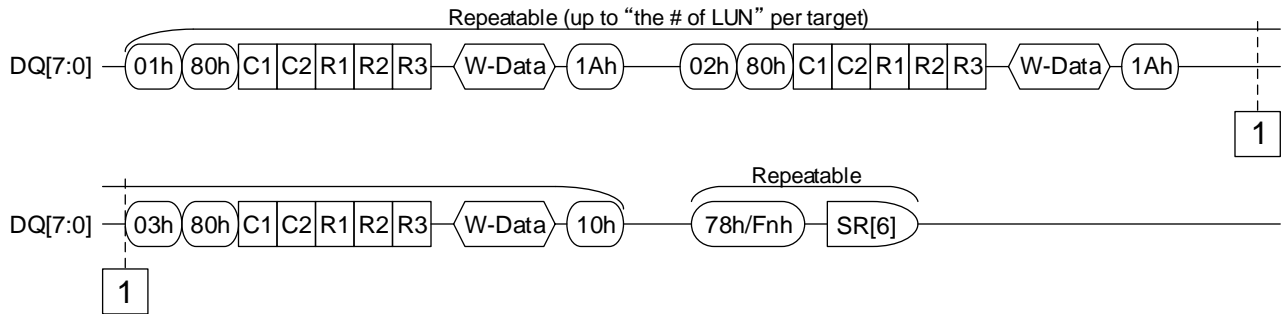 Repeatable (up to “the # of LUN” per target)
DQ[7:0] 01h 80h C1 C2 R1 R2 R3 W-Data 1Ah 02h 80h C1 C2 R1 R2 R3 W-Data 1Ah
1
Repeatable
DQ[7:0] 03h 80h C1 C2 R1 R2 R3 W-Data 10h 78h/Fnh SR[6]
1